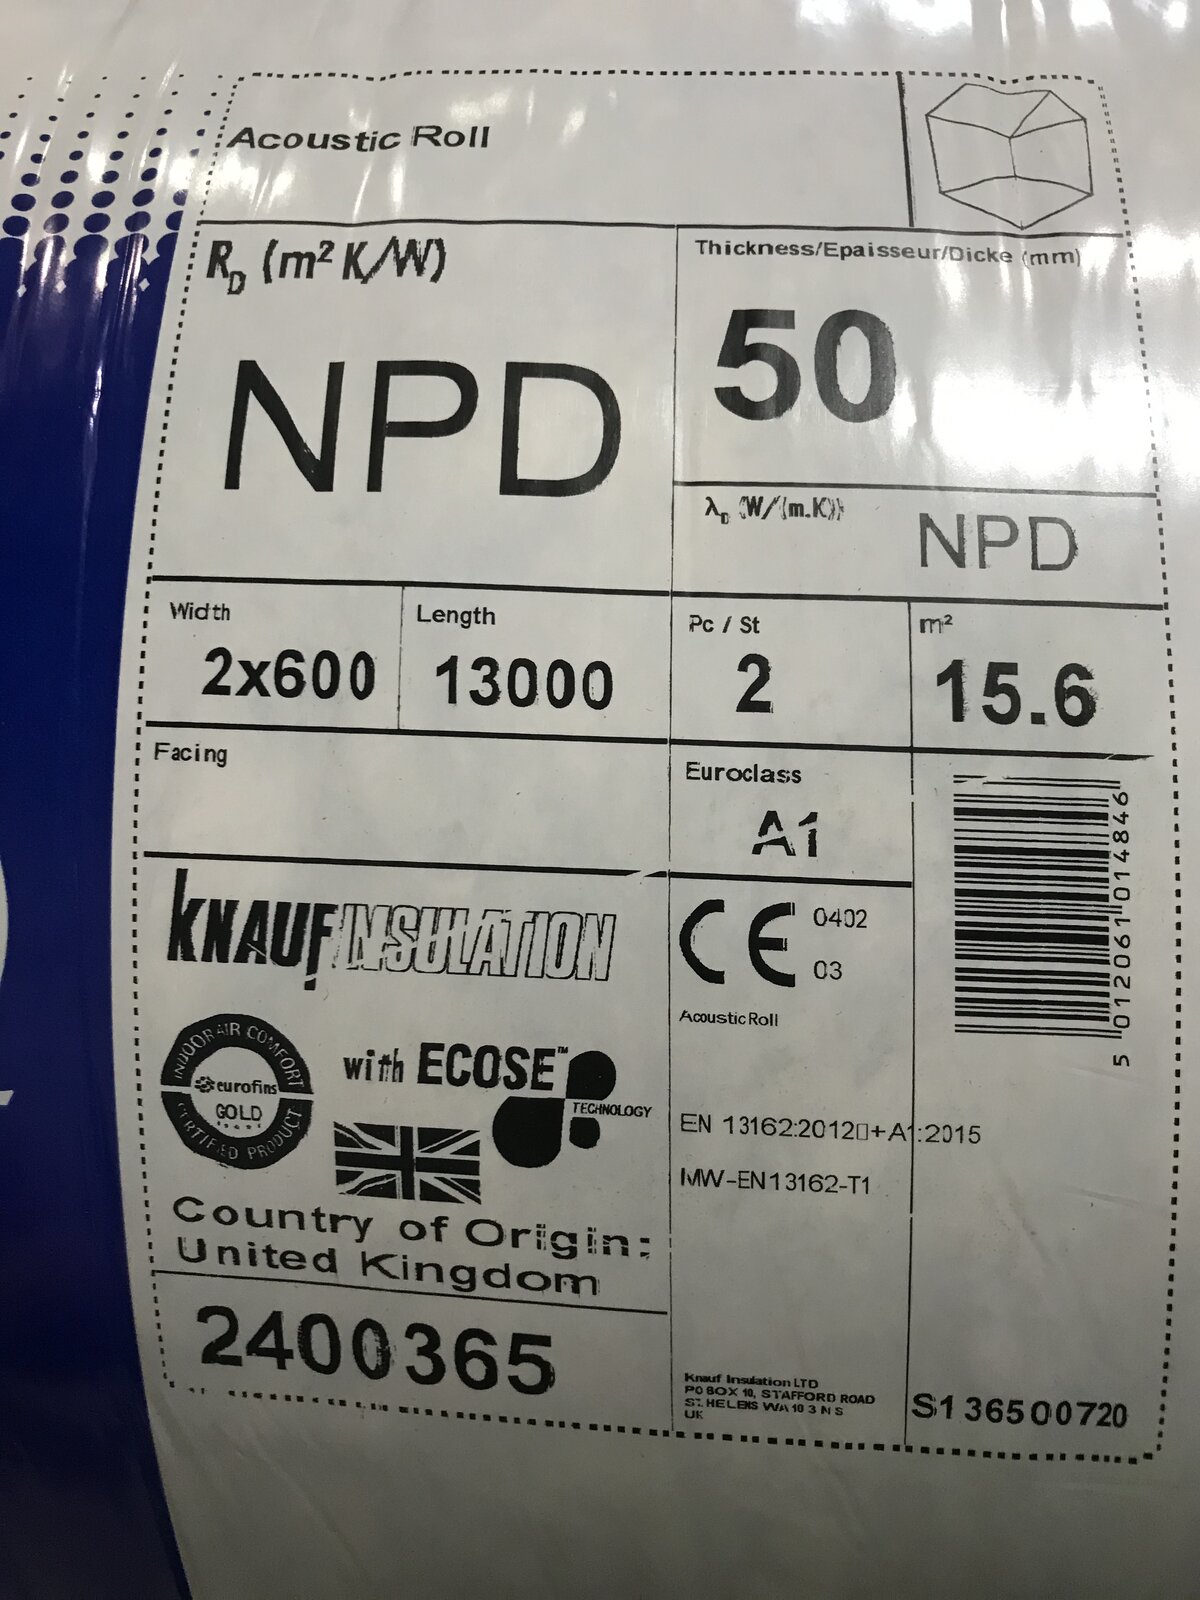 Acoustic Roll
RD (m² K/W)
NPD
Thickness/Epaisseur/Dicke (mm)
50
λD (W/(m.K))
NPD
Width
2x600
Length
13000
Pc / St
2
m²
15.6
Facing
Euroclass
A1
5 012061 014846
KNAUF INSULATION
CE
0402
03
Acoustic Roll
INDOOR AIR COMFORT
eurofins
GOLD
CERTIFIED PRODUCT
with ECOSE™
TECHNOLOGY
EN 13162:2012▯+A1:2015
MW-EN13162-T1
Country of Origin:
United Kingdom
2400365
Knauf Insulation LTD
PO BOX 10, STAFFORD ROAD
ST. HELENS WA10 3NS
UK
S136500720